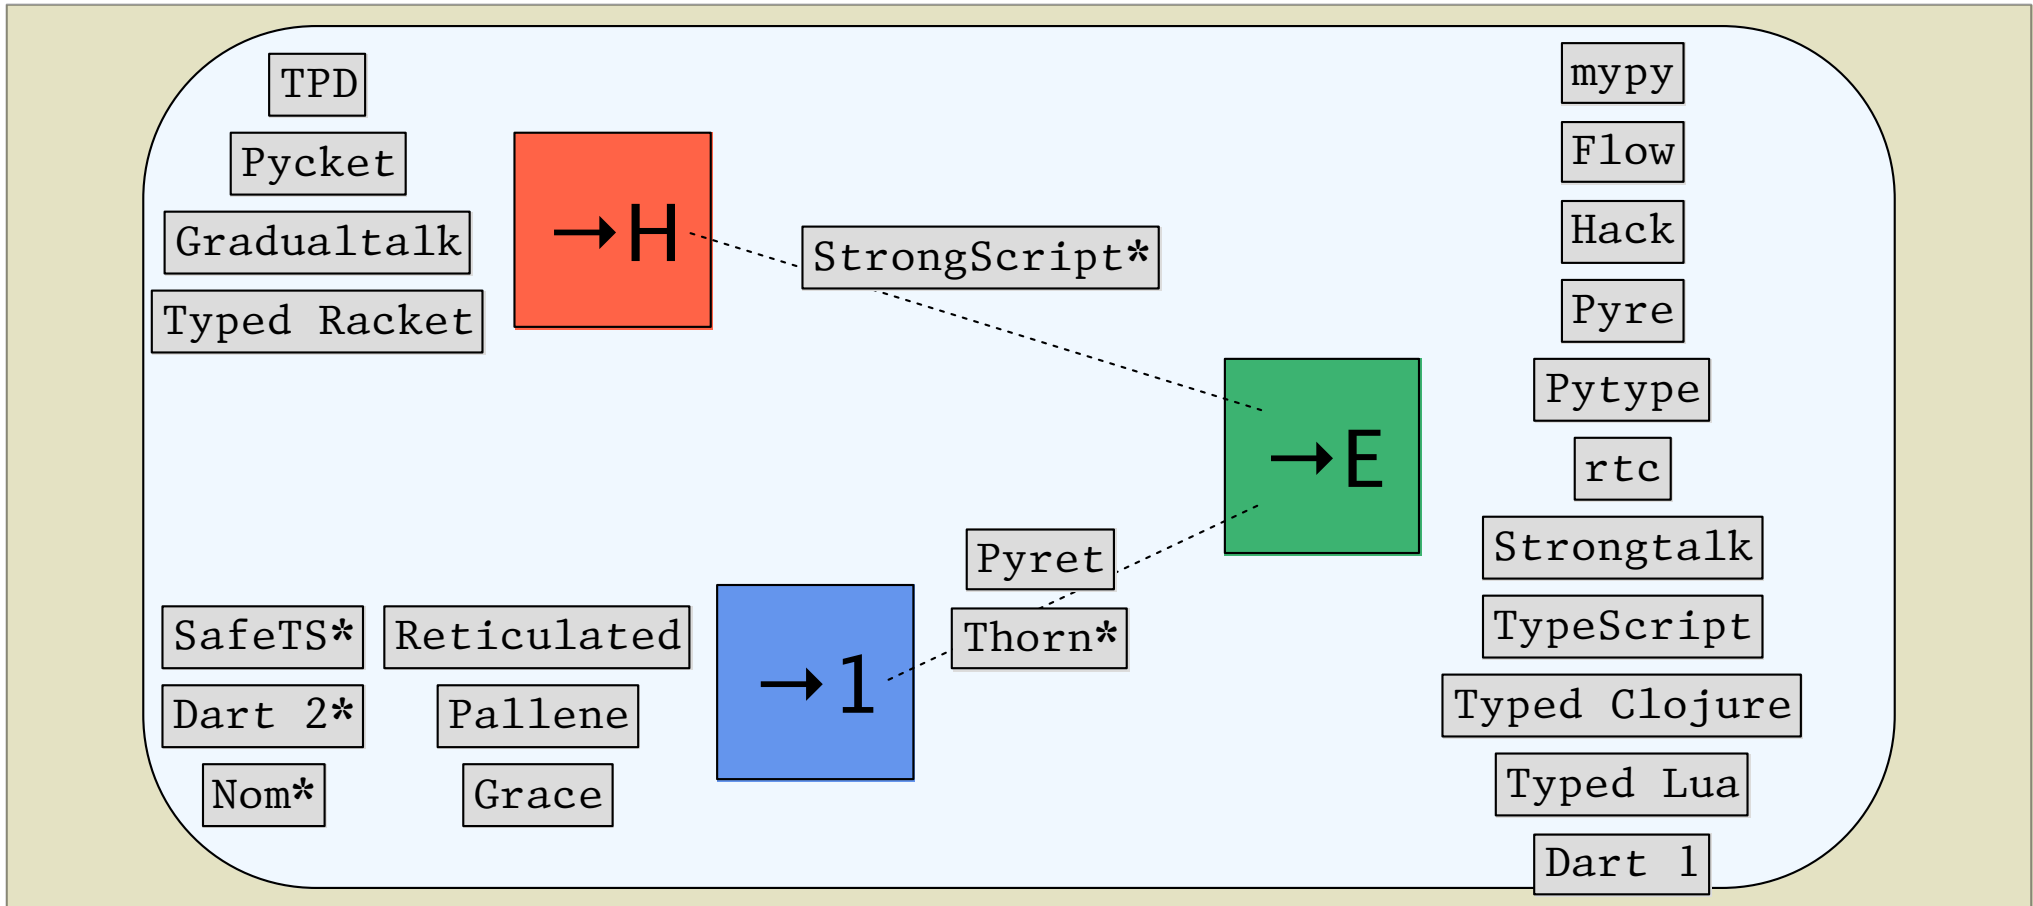 TPD
Pycket
Gradualtalk
Typed Racket
→H
StrongScript*
→E
mypy
Flow
Hack
Pyre
Pytype
rtc
Strongtalk
TypeScript
Typed Clojure
Typed Lua
Dart 1
Pyret
Thorn*
→1
SafeTS*
Dart 2*
Nom*
Reticulated
Pallene
Grace